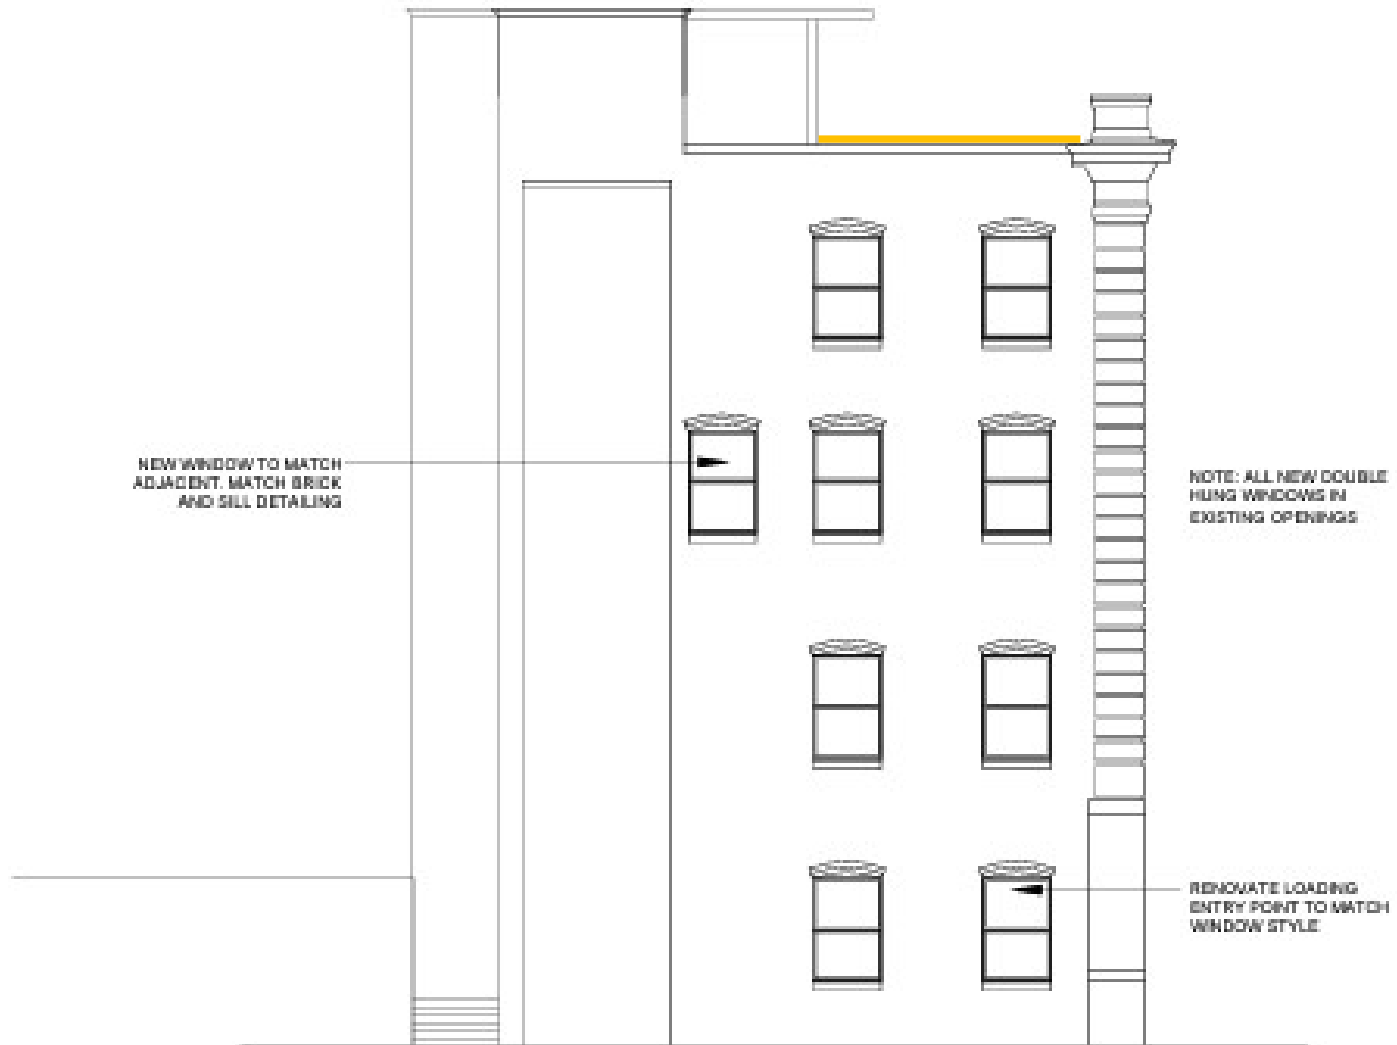 NEW WINDOW TO MATCH
ADJACENT. MATCH BRICK
AND SILL DETAILING
NOTE: ALL NEW DOUBLE
HUNG WINDOWS IN
EXISTING OPENINGS
RENOVATE LOADING
ENTRY POINT TO MATCH
WINDOW STYLE